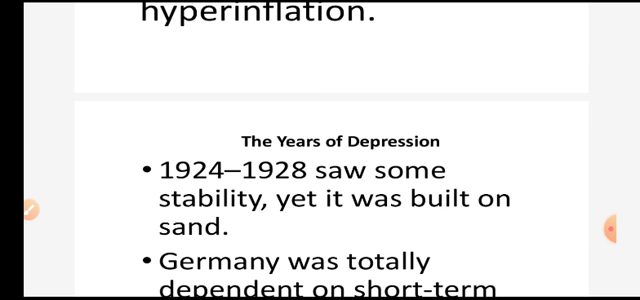 hyperinflation.
The Years of Depression
• 1924–1928 saw some
stability, yet it was built on
sand.
• Germany was totally
dependent on short-term